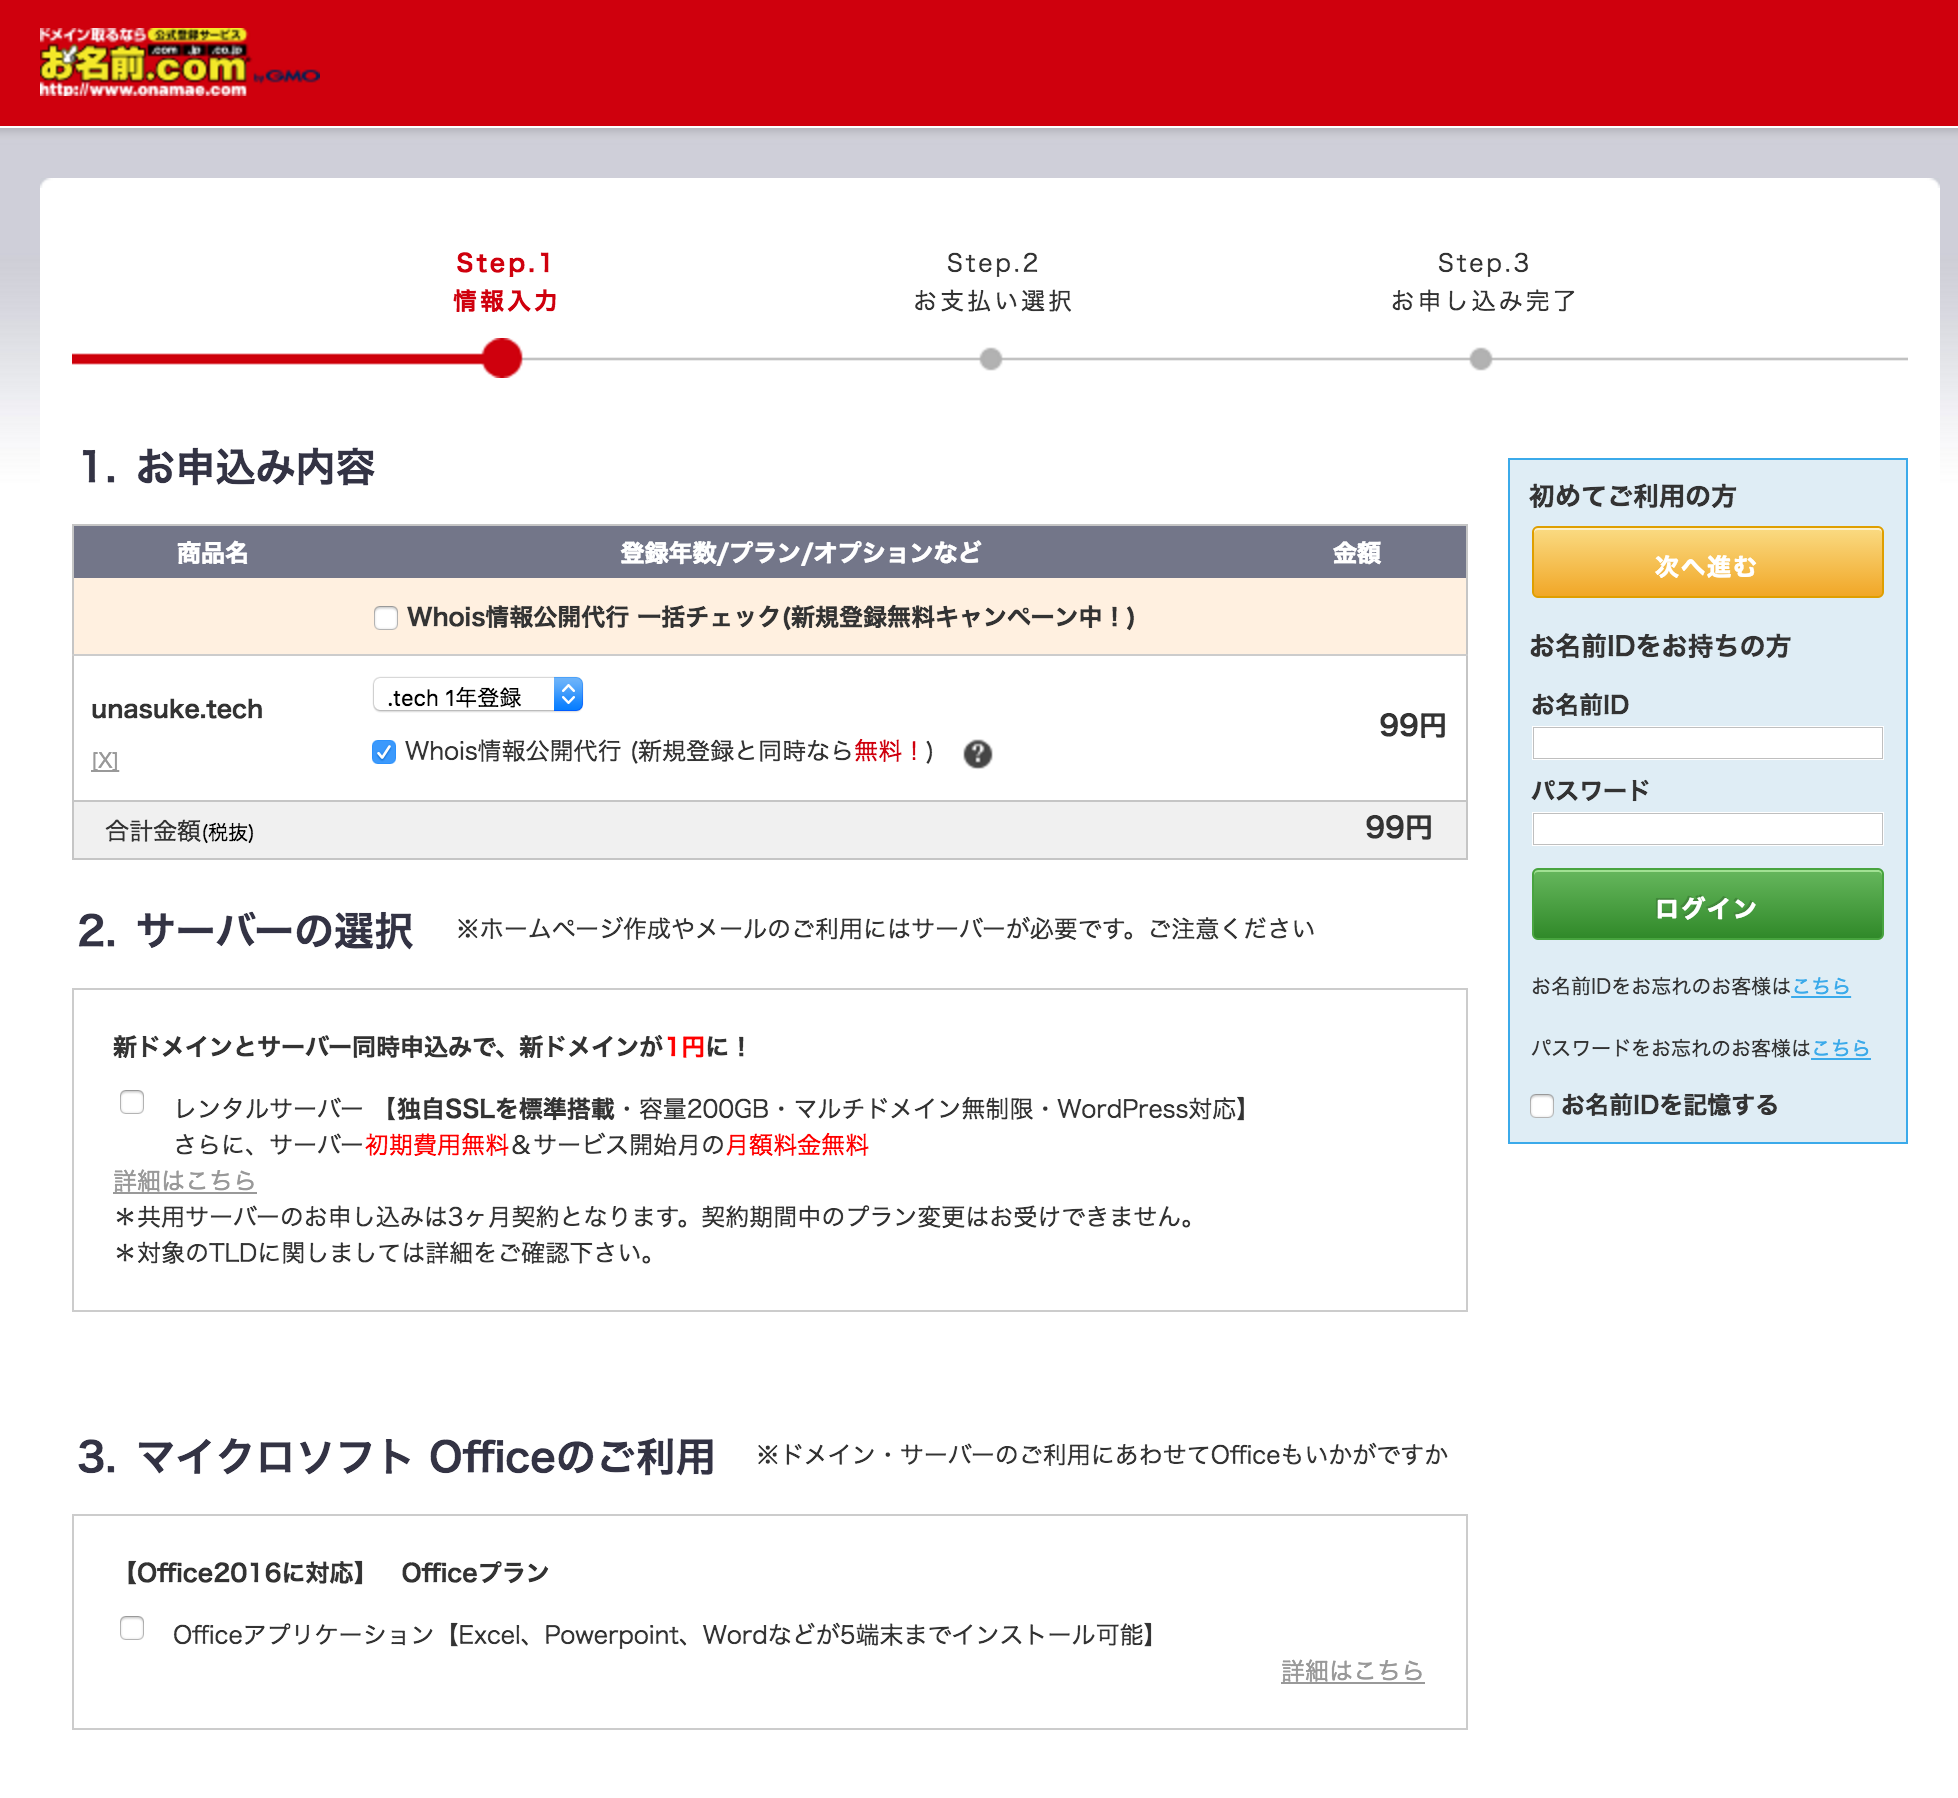 ドメイン取るなら 公式登録サービス
お名前.com .com .jp .co.jp
by GMO
http://www.onamae.com
Step.1
情報入力
Step.2
お支払い選択
Step.3
お申し込み完了
1. お申込み内容
商品名 登録年数/プラン/オプションなど 金額
Whois情報公開代行 一括チェック(新規登録無料キャンペーン中！)
unasuke.tech
[X]
.tech 1年登録
Whois情報公開代行 (新規登録と同時なら無料！) ?
99円
合計金額(税抜) 99円
2. サーバーの選択 ※ホームページ作成やメールのご利用にはサーバーが必要です。ご注意ください
新ドメインとサーバー同時申込みで、新ドメインが1円に！
レンタルサーバー 【独自SSLを標準搭載・容量200GB・マルチドメイン無制限・WordPress対応】
さらに、サーバー初期費用無料＆サービス開始月の月額料金無料
詳細はこちら
＊共用サーバーのお申し込みは3ヶ月契約となります。契約期間中のプラン変更はお受けできません。
＊対象のTLDに関しましては詳細をご確認下さい。
3. マイクロソフト Officeのご利用 ※ドメイン・サーバーのご利用にあわせてOfficeもいかがですか
【Office2016に対応】 Officeプラン
Officeアプリケーション【Excel、Powerpoint、Wordなどが5端末までインストール可能】
詳細はこちら
初めてご利用の方
次へ進む
お名前IDをお持ちの方
お名前ID
パスワード
ログイン
お名前IDをお忘れのお客様はこちら
パスワードをお忘れのお客様はこちら
お名前IDを記憶する